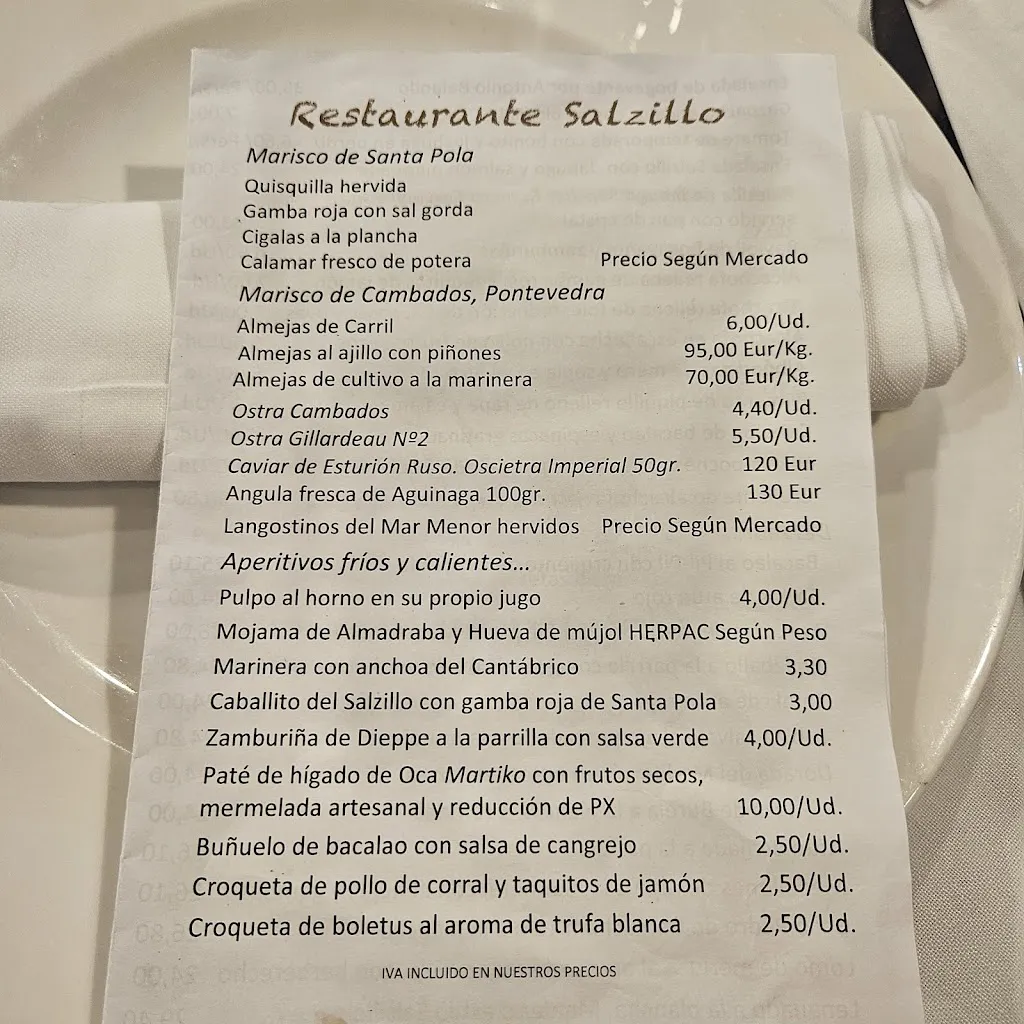 Restaurante Salzillo
Marisco de Santa Pola
Quisquilla hervida
Gamba roja con sal gorda
Cigalas a la plancha
Calamar fresco de potera Precio Según Mercado
Marisco de Cambados, Pontevedra
Almejas de Carril 6,00/Ud.
Almejas al ajillo con piñones 95,00 Eur/Kg.
Almejas de cultivo a la marinera 70,00 Eur/Kg.
Ostra Cambados 4,40/Ud.
Ostra Gillardeau Nº2 5,50/Ud.
Caviar de Esturión Ruso. Oscietra Imperial 50gr. 120 Eur
Angula fresca de Aguinaga 100gr. 130 Eur
Langostinos del Mar Menor hervidos Precio Según Mercado
Aperitivos fríos y calientes...
Pulpo al horno en su propio jugo 4,00/Ud.
Mojama de Almadraba y Hueva de mújol HERPAC Según Peso
Marinera con anchoa del Cantábrico 3,30
Caballito del Salzillo con gamba roja de Santa Pola 3,00
Zamburiña de Dieppe a la parrilla con salsa verde 4,00/Ud.
Paté de hígado de Oca Martiko con frutos secos,
mermelada artesanal y reducción de PX 10,00/Ud.
Buñuelo de bacalao con salsa de cangrejo 2,50/Ud.
Croqueta de pollo de corral y taquitos de jamón 2,50/Ud.
Croqueta de boletus al aroma de trufa blanca 2,50/Ud.
IVA INCLUIDO EN NUESTROS PRECIOS